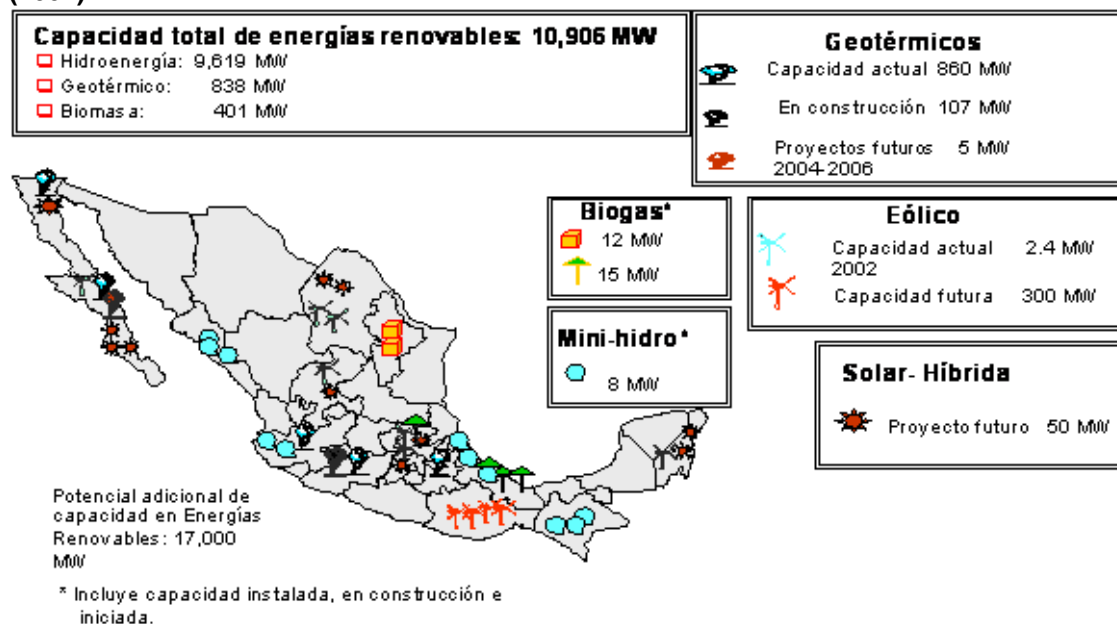 Capacidad total de energías renovables: 10,906 MW
Hidroenergía: 9,619 MW
Geotérmico: 838 MW
Biomasa: 401 MW
Geotérmicos
Capacidad actual 860 MW
En construcción 107 MW
Proyectos futuros 5 MW
2004-2006
Biogas*
12 MW
15 MW
Eólico
Capacidad actual 2.4 MW
2002
Capacidad futura 300 MW
Mini-hidro*
8 MW
Solar- Híbrida
Proyecto futuro 50 MW
Potencial adicional de
capacidad en Energías
Renovables: 17,000
MW
* Incluye capacidad instalada, en construcción e
iniciada.